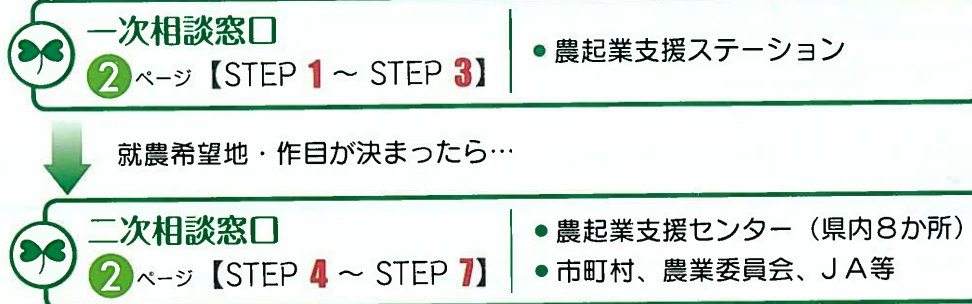 一次相談窓口
2ページ【STEP 1 ～ STEP 3】
● 農起業支援ステーション
就農希望地・作目が決まったら…
二次相談窓口
2ページ【STEP 4 ～ STEP 7】
● 農起業支援センター（県内8か所）
● 市町村、農業委員会、ＪＡ等